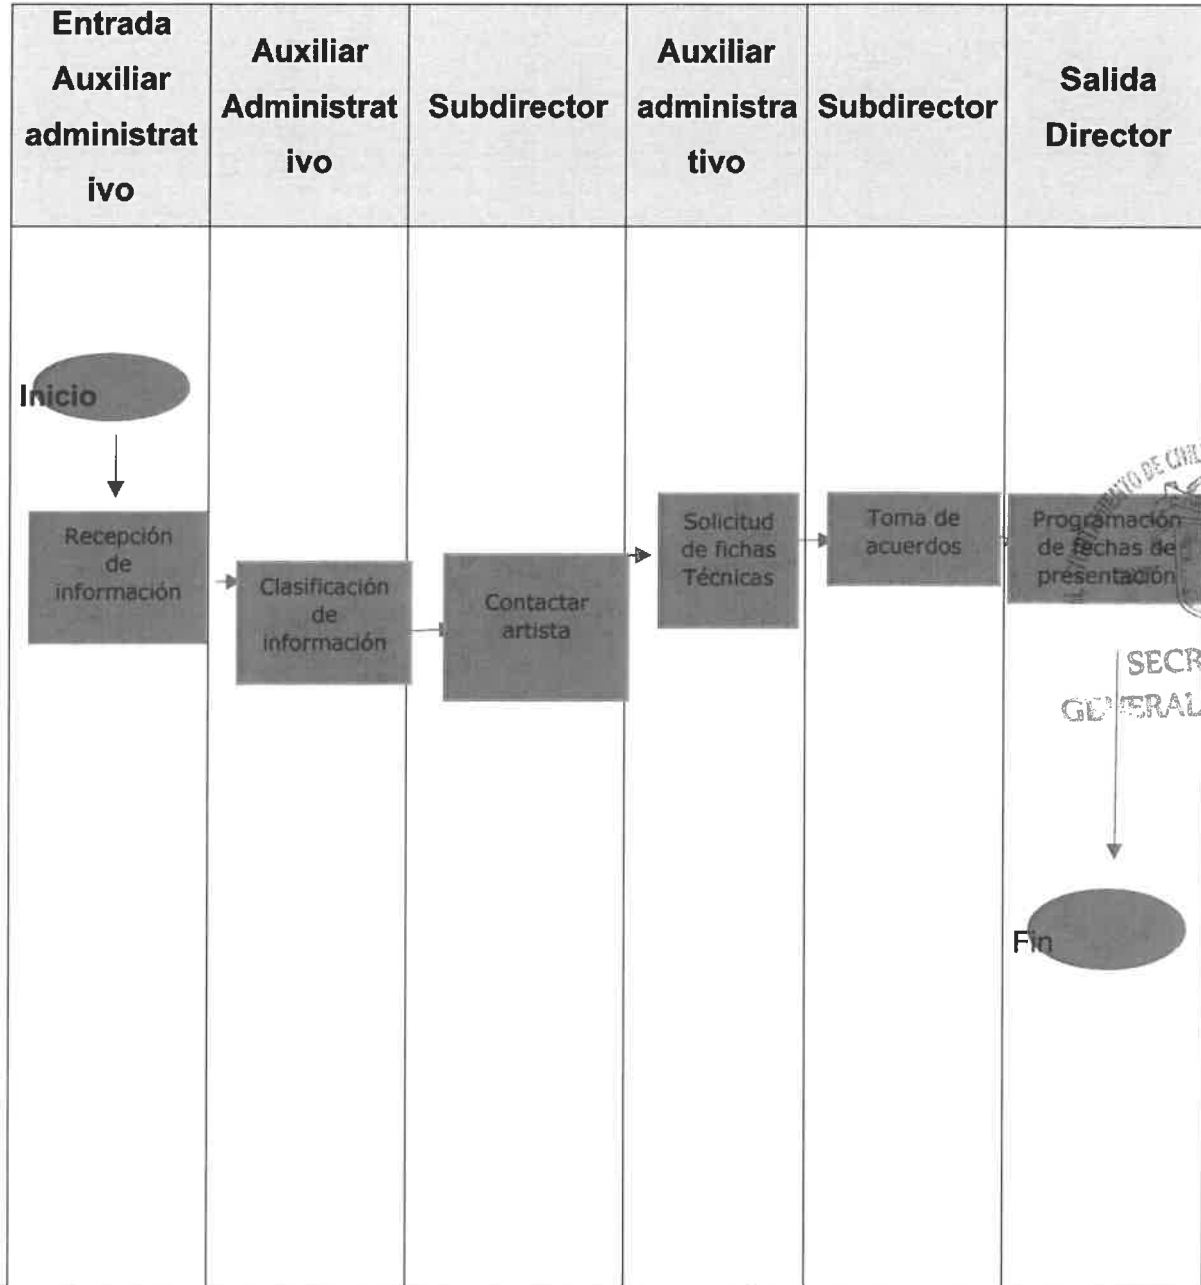 Entrada
Auxiliar
administrat
ivo
Auxiliar
Administrat
ivo
Subdirector
Auxiliar
administra
tivo
Subdirector
Salida
Director
Inicio
Recepción
de
información
Clasificación
de
información
Contactar
artista
Solicitud
de fichas
Técnicas
Toma de
acuerdos
Programación
de fechas de
presentación
SECR
GENERAL
Fin